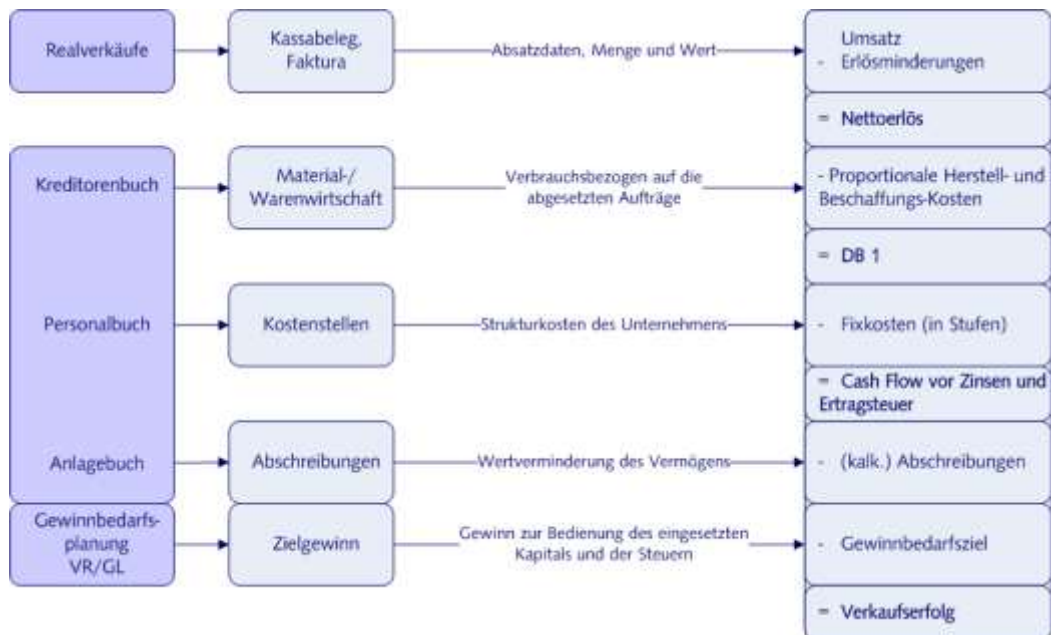 Realverkäufe
Kassabeleg,
Faktura
Absatzdaten, Menge und Wert
Umsatz
- Erlösminderungen
= Nettoerlös
Kreditorenbuch
Material-/
Warenwirtschaft
Verbrauchsbezogen auf die
abgesetzten Aufträge
- Proportionale Herstell- und
Beschaffungs-Kosten
= DB 1
Personalbuch
Kostenstellen
Strukturkosten des Unternehmens
- Fixkosten (in Stufen)
= Cash Flow vor Zinsen und
Ertragsteuer
Anlagebuch
Abschreibungen
Wertverminderung des Vermögens
- (kalk.) Abschreibungen
Gewinnbedarfs-
planung
VR/GL
Zielgewinn
Gewinn zur Bedienung des eingesetzten
Kapitals und der Steuern
- Gewinnbedarfsziel
= Verkaufserfolg